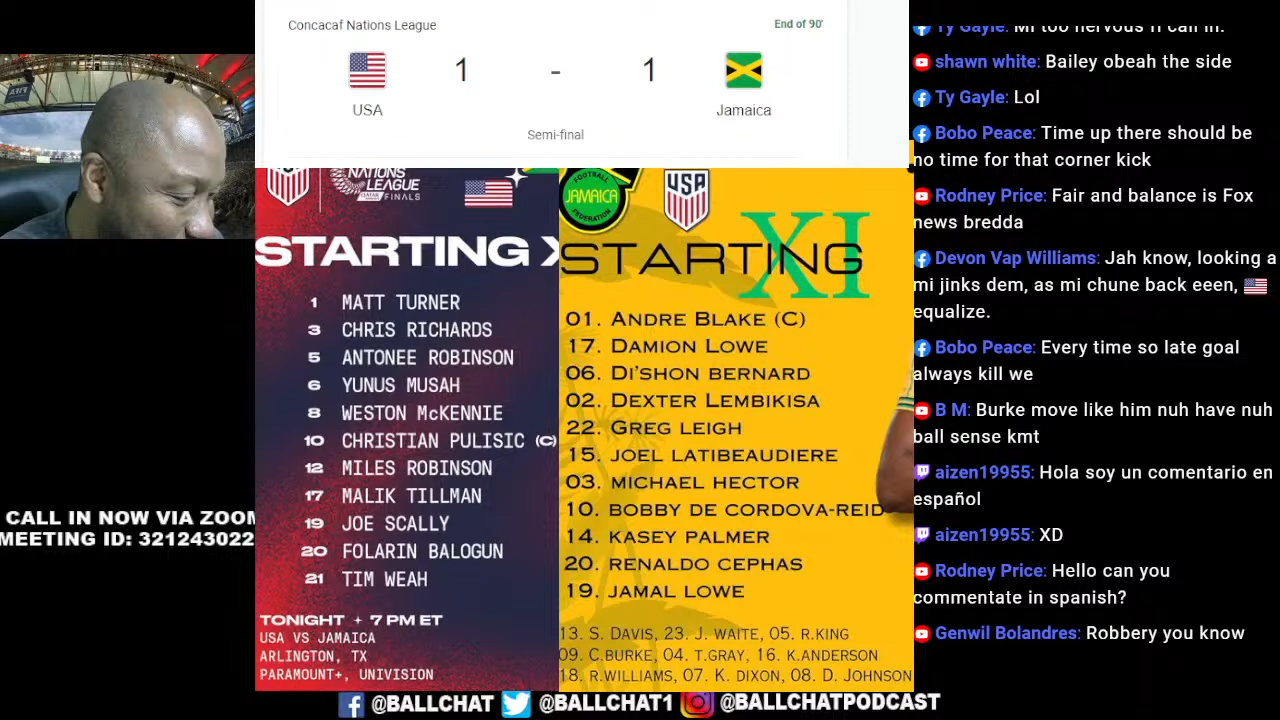 Concacaf Nations League
End of 90'
1 - 1
USA
Jamaica
Semi-final
FIFA
CALL IN NOW VIA ZOOM
MEETING ID: 321243022
NATIONS
LEAGUE
FINALS
STARTING X
1 MATT TURNER
3 CHRIS RICHARDS
5 ANTONEE ROBINSON
6 YUNUS MUSAH
8 WESTON McKENNIE
10 CHRISTIAN PULISIC (C)
12 MILES ROBINSON
17 MALIK TILLMAN
19 JOE SCALLY
20 FOLARIN BALOGUN
21 TIM WEAH
TONIGHT + 7 PM ET
USA VS JAMAICA
ARLINGTON, TX
PARAMOUNT+, UNIVISION
FOOTBALL
JAMAICA
FEDERATION
USA
STARTING XI
01. ANDRE BLAKE (C)
17. DAMION LOWE
06. DI'SHON BERNARD
02. DEXTER LEMBIKISA
22. GREG LEIGH
15. JOEL LATIBEAUDIERE
03. MICHAEL HECTOR
10. BOBBY DE CORDOVA-REID
14. KASEY PALMER
20. RENALDO CEPHAS
19. JAMAL LOWE
13. S. DAVIS, 23. J. WAITE, 05. R.KING
09. C.BURKE, 04. T.GRAY, 16. K.ANDERSON
18. R.WILLIAMS, 07. K. DIXON, 08. D. JOHNSON
Ty Gayle: Mi too nervous fi call in.
shawn white: Bailey obeah the side
Ty Gayle: Lol
Bobo Peace: Time up there should be
no time for that corner kick
Rodney Price: Fair and balance is Fox
news bredda
Devon Vap Williams: Jah know, looking a
mi jinks dem, as mi chune back eeen, 🇺🇸
equalize.
Bobo Peace: Every time so late goal
always kill we
B M: Burke move like him nuh have nuh
ball sense kmt
aizen19955: Hola soy un comentario en
español
aizen19955: XD
Rodney Price: Hello can you
commentate in spanish?
Genwil Bolandres: Robbery you know
@BALLCHAT @BALLCHAT1 @BALLCHATPODCAST